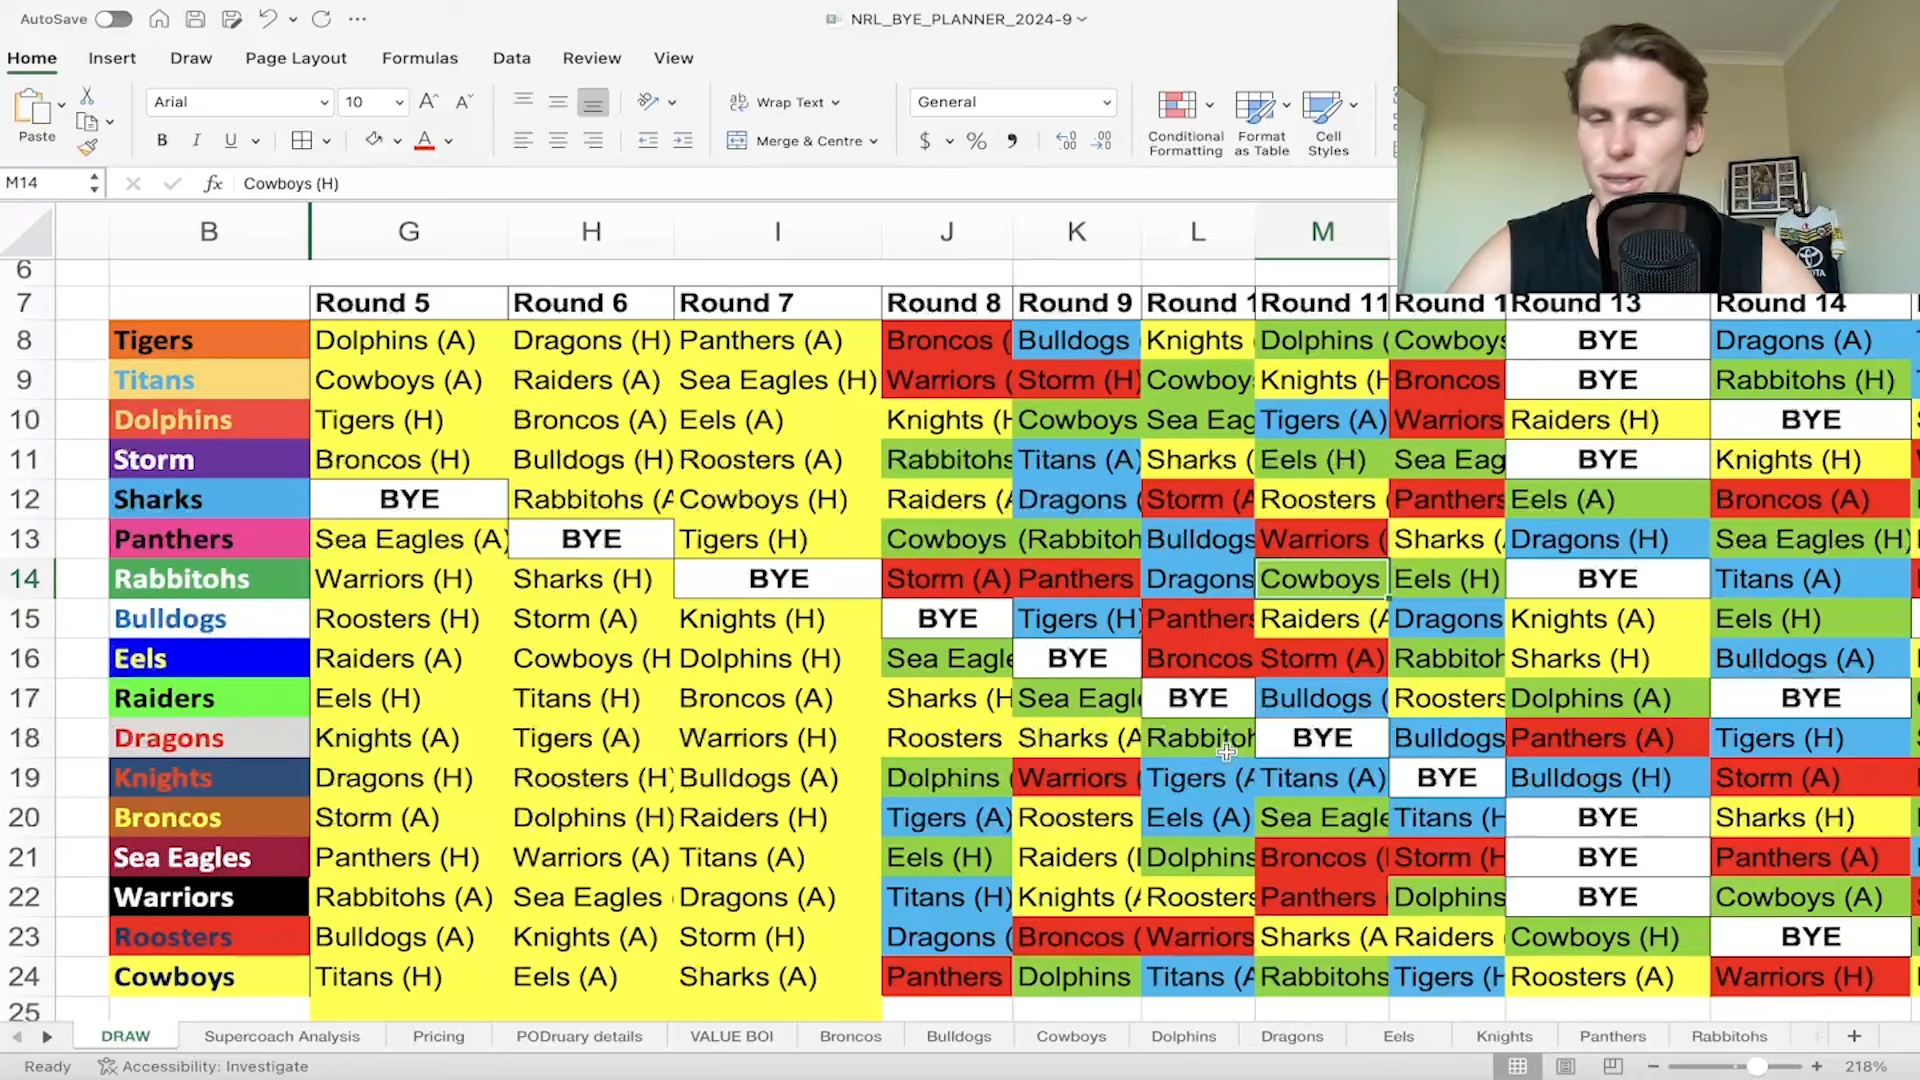 AutoSave
NRL_BYE_PLANNER_2024-9
Home Insert Draw Page Layout Formulas Data Review View
Paste
Arial 10 A A
B I U A
Wrap Text
Merge & Centre
General
$ %
Conditional Formatting
Format as Table
Cell Styles
M14 fx Cowboys (H)
B G H I J K L M
6
7 Round 5 Round 6 Round 7 Round 8 Round 9 Round 1 Round 11 Round 1 Round 13 Round 14
8 Tigers Dolphins (A) Dragons (H) Panthers (A) Broncos ( Bulldogs Knights Dolphins ( Cowboys BYE Dragons (A)
9 Titans Cowboys (A) Raiders (A) Sea Eagles (H) Warriors ( Storm (H) Cowboy Knights (H Broncos BYE Rabbitohs (H)
10 Dolphins Tigers (H) Broncos (A) Eels (A) Knights (H Cowboys Sea Eag Tigers (A) Warriors Raiders (H) BYE
11 Storm Broncos (H) Bulldogs (H) Roosters (A) Rabbitohs Titans (A) Sharks ( Eels (H) Sea Eag BYE Knights (H)
12 Sharks BYE Rabbitohs (A Cowboys (H) Raiders (A Dragons Storm (A Roosters ( Panthers Eels (A) Broncos (A)
13 Panthers Sea Eagles (A) BYE Tigers (H) Cowboys (Rabbitoh Bulldogs Warriors ( Sharks ( Dragons (H) Sea Eagles (H)
14 Rabbitohs Warriors (H) Sharks (H) BYE Storm (A) Panthers Dragons Cowboys Eels (H) BYE Titans (A)
15 Bulldogs Roosters (H) Storm (A) Knights (H) BYE Tigers (H) Panthers Raiders (A Dragons Knights (A) Eels (H)
16 Eels Raiders (A) Cowboys (H Dolphins (H) Sea Eagle BYE Broncos Storm (A) Rabbitoh Sharks (H) Bulldogs (A)
17 Raiders Eels (H) Titans (H) Broncos (A) Sharks (H Sea Eagle BYE Bulldogs ( Roosters Dolphins (A) BYE
18 Dragons Knights (A) Tigers (A) Warriors (H) Roosters Sharks (A Rabbitoh BYE Bulldogs Panthers (A) Tigers (H)
19 Knights Dragons (H) Roosters (H) Bulldogs (A) Dolphins ( Warriors ( Tigers (A Titans (A) BYE Bulldogs (H) Storm (A)
20 Broncos Storm (A) Dolphins (H) Raiders (H) Tigers (A) Roosters Eels (A) Sea Eagle Titans (H BYE Sharks (H)
21 Sea Eagles Panthers (H) Warriors (A) Titans (A) Eels (H) Raiders ( Dolphins Broncos ( Storm (H BYE Panthers (A)
22 Warriors Rabbitohs (A) Sea Eagles ( Dragons (A) Titans (H) Knights (A Roosters Panthers Dolphins BYE Cowboys (A)
23 Roosters Bulldogs (A) Knights (A) Storm (H) Dragons ( Broncos ( Warriors Sharks (A Raiders Cowboys (H) BYE
24 Cowboys Titans (H) Eels (A) Sharks (A) Panthers Dolphins Titans (A Rabbitohs Tigers (H Roosters (A) Warriors (H)
25
DRAW Supercoach Analysis Pricing PODruary details VALUE BOI Broncos Bulldogs Cowboys Dolphins Dragons Eels Knights Panthers Rabbitohs
Ready Accessibility: Investigate 218%